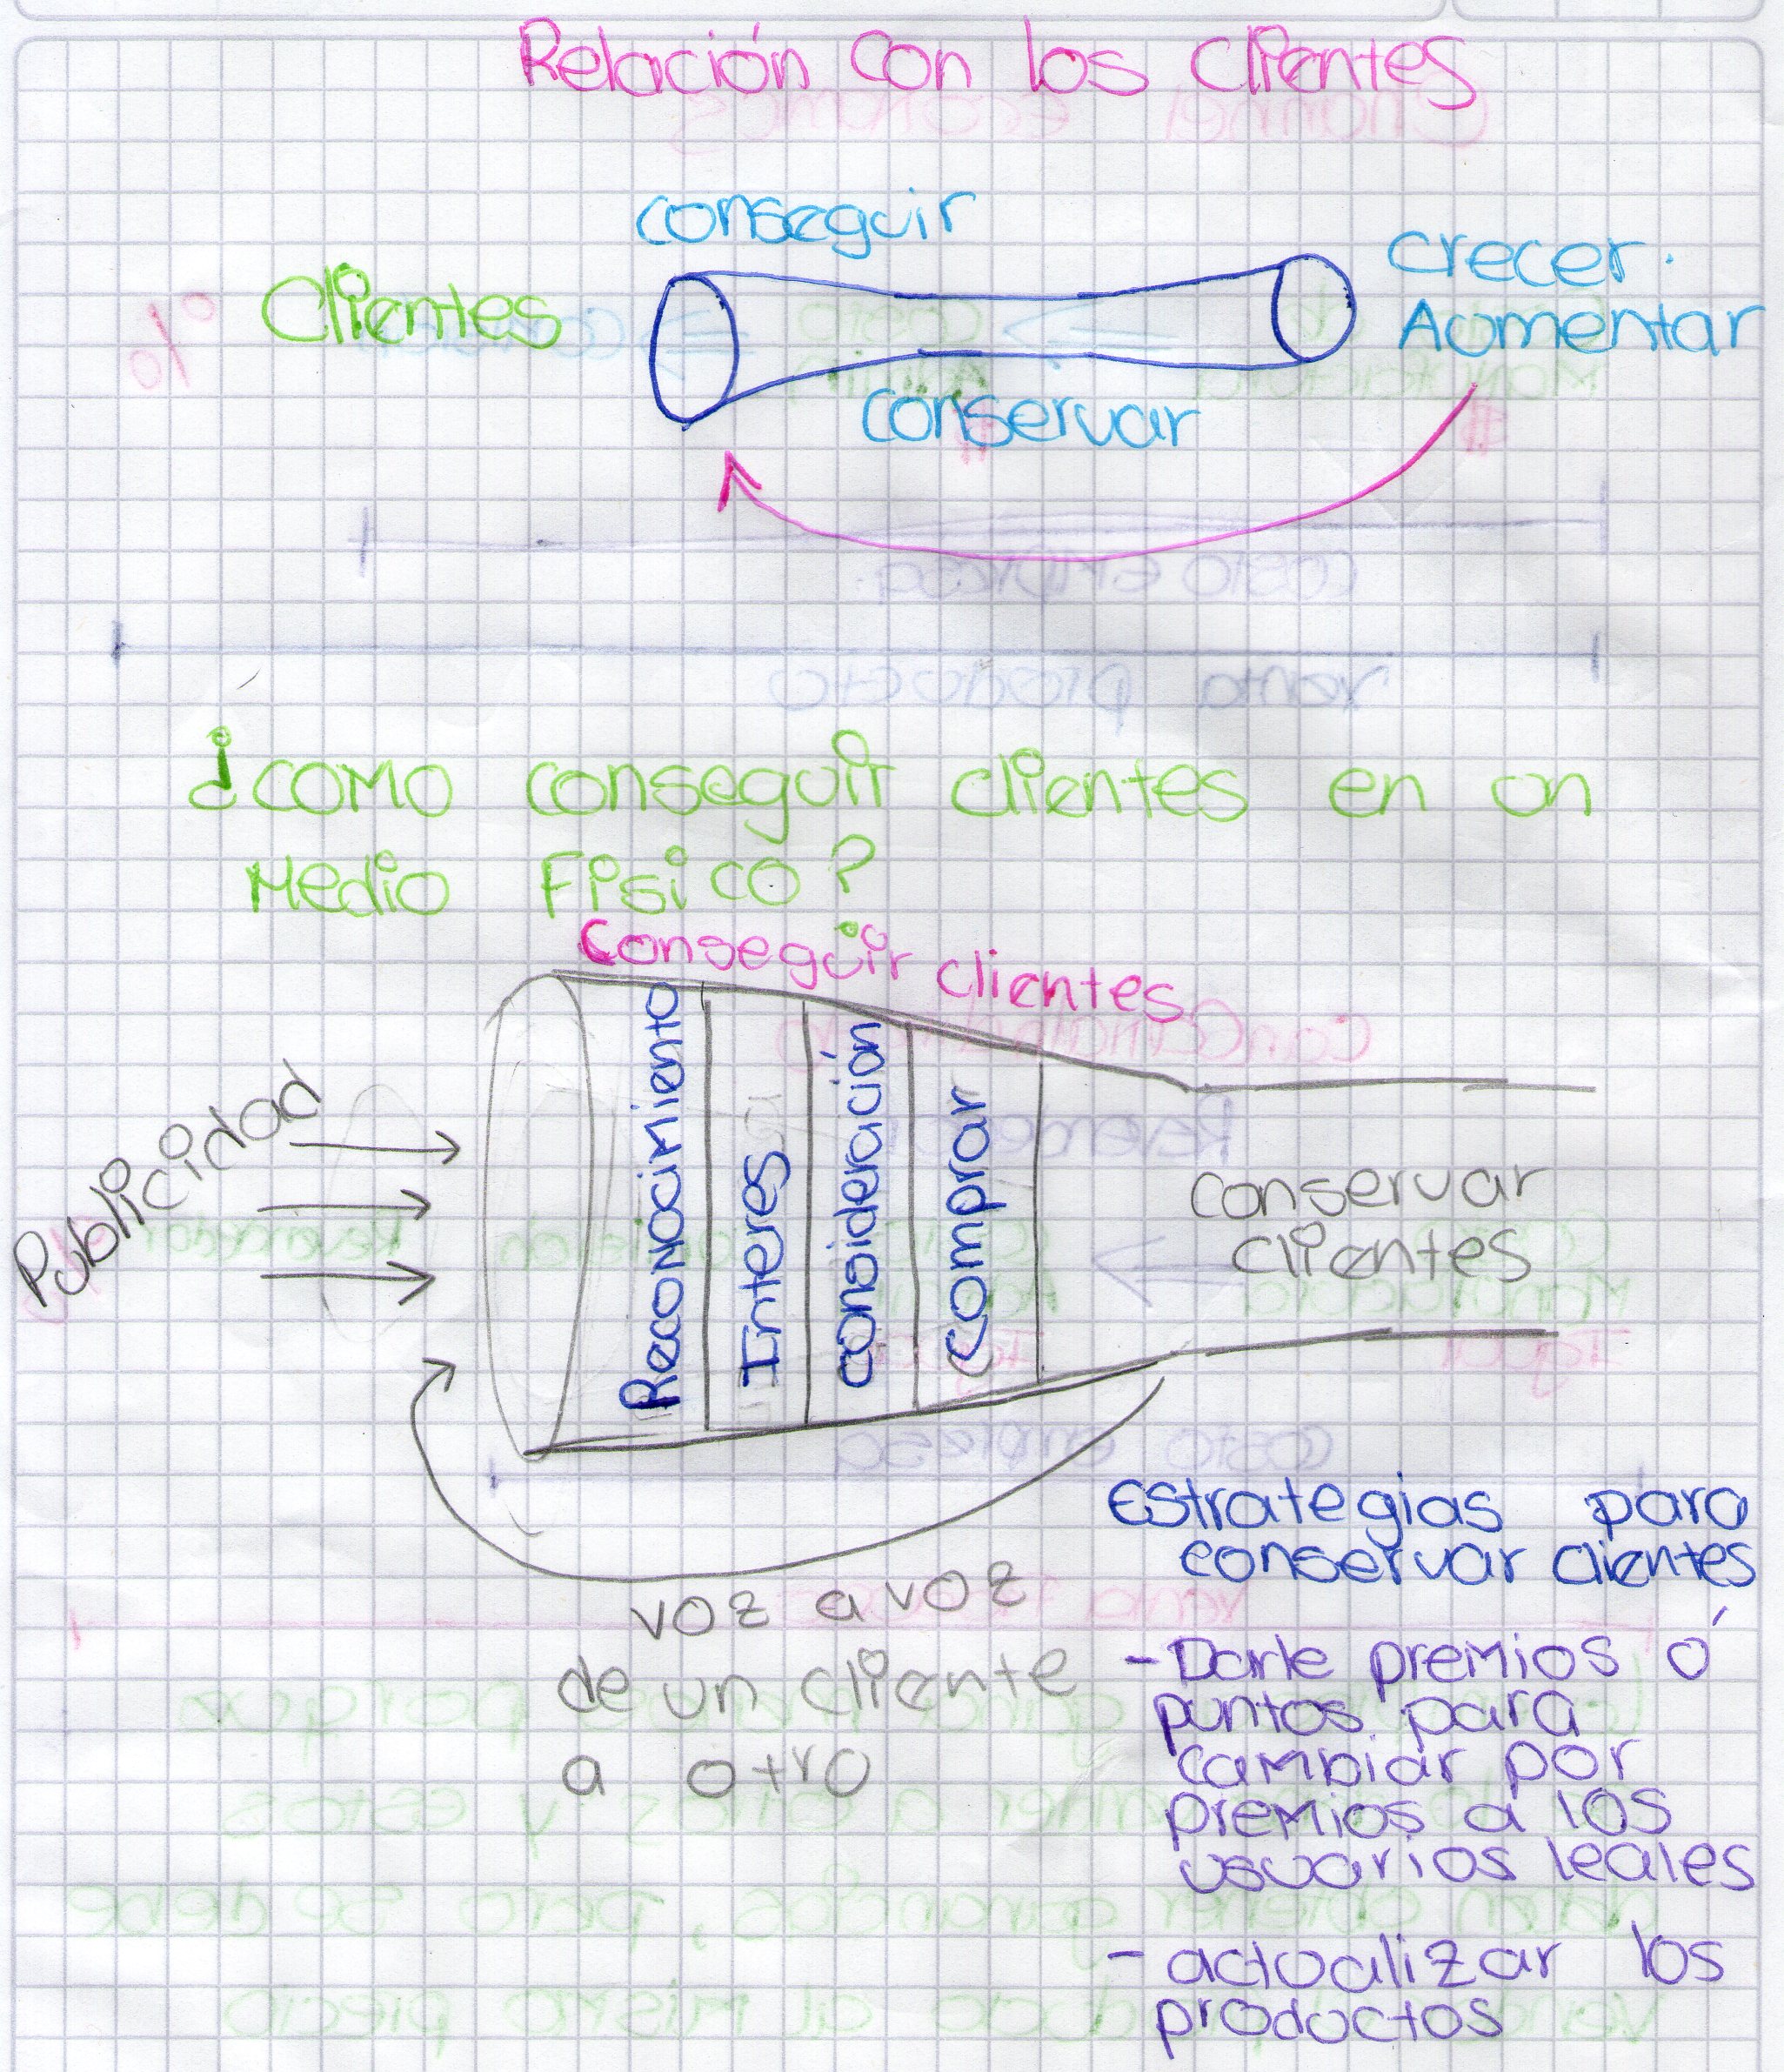 Relación con los clientes
conseguir
Clientes
crecer.
Aumentar
conservar
¿como conseguir clientes en un
Medio Fisico?
Conseguir clientes
Publicidad
Reconocimiento
Interes
consideración
Comprar
conservar
clientes
voz a voz
de un cliente
a otro
Estrategias para
conservar clientes
- Darle premios ó
puntos para
cambiar por
premios a los
usuarios leales
- actualizar los
productos